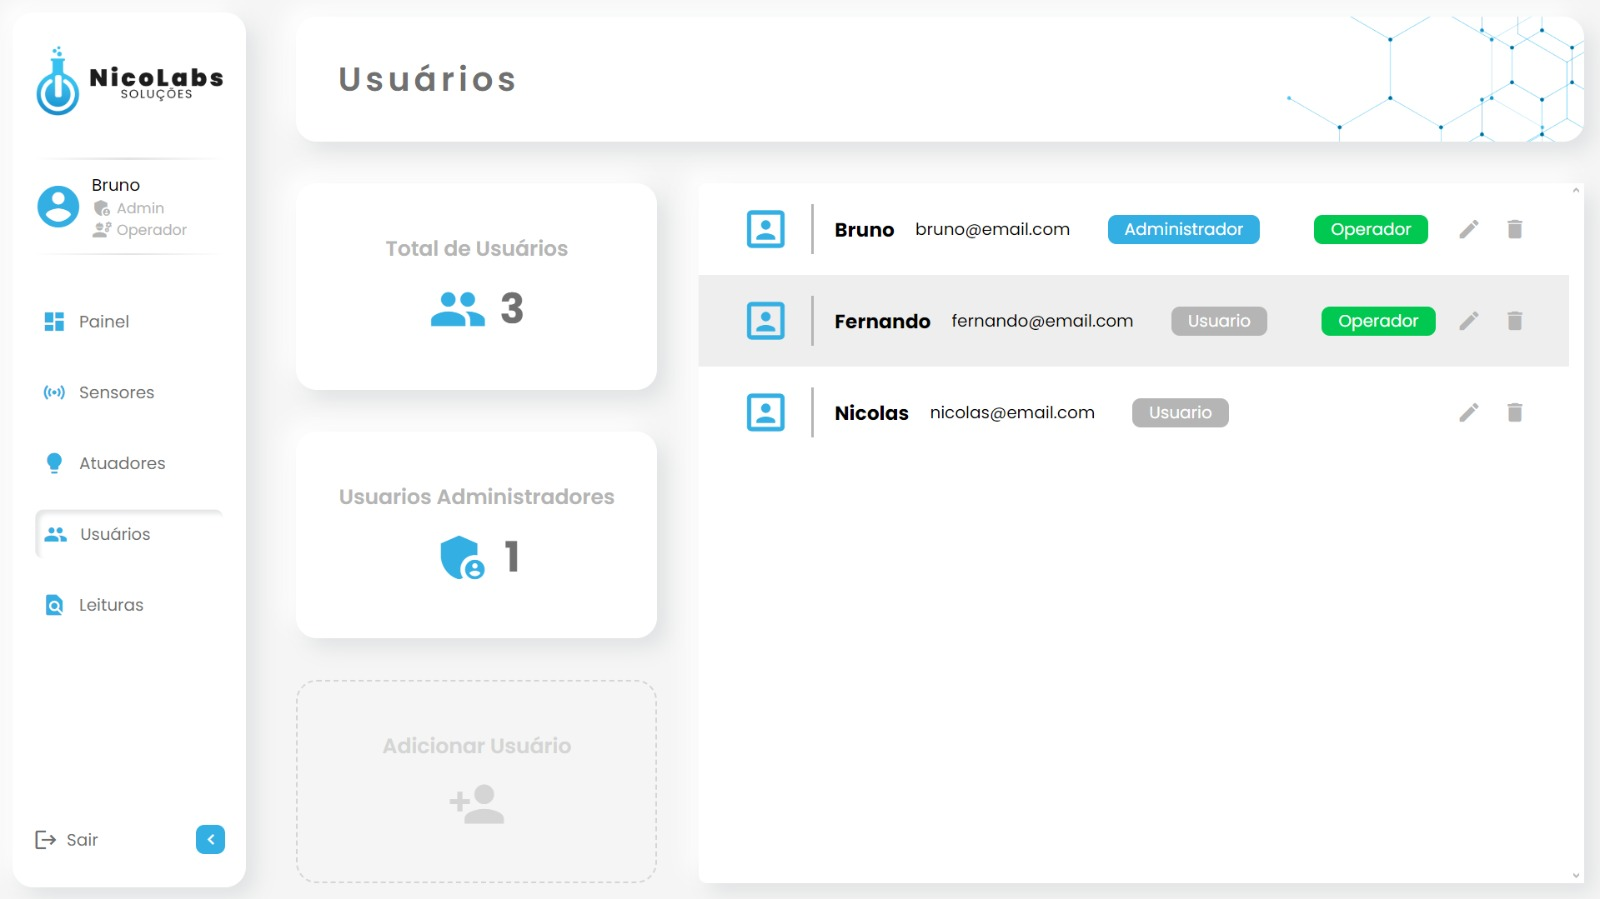 NicoLabs
SOLUÇÕES
Bruno
Admin
Operador
Painel
Sensores
Atuadores
Usuários
Leituras
Sair
Usuários
Total de Usuários
3
Usuarios Administradores
1
Adicionar Usuário
Bruno bruno@email.com Administrador Operador
Fernando fernando@email.com Usuario Operador
Nicolas nicolas@email.com Usuario